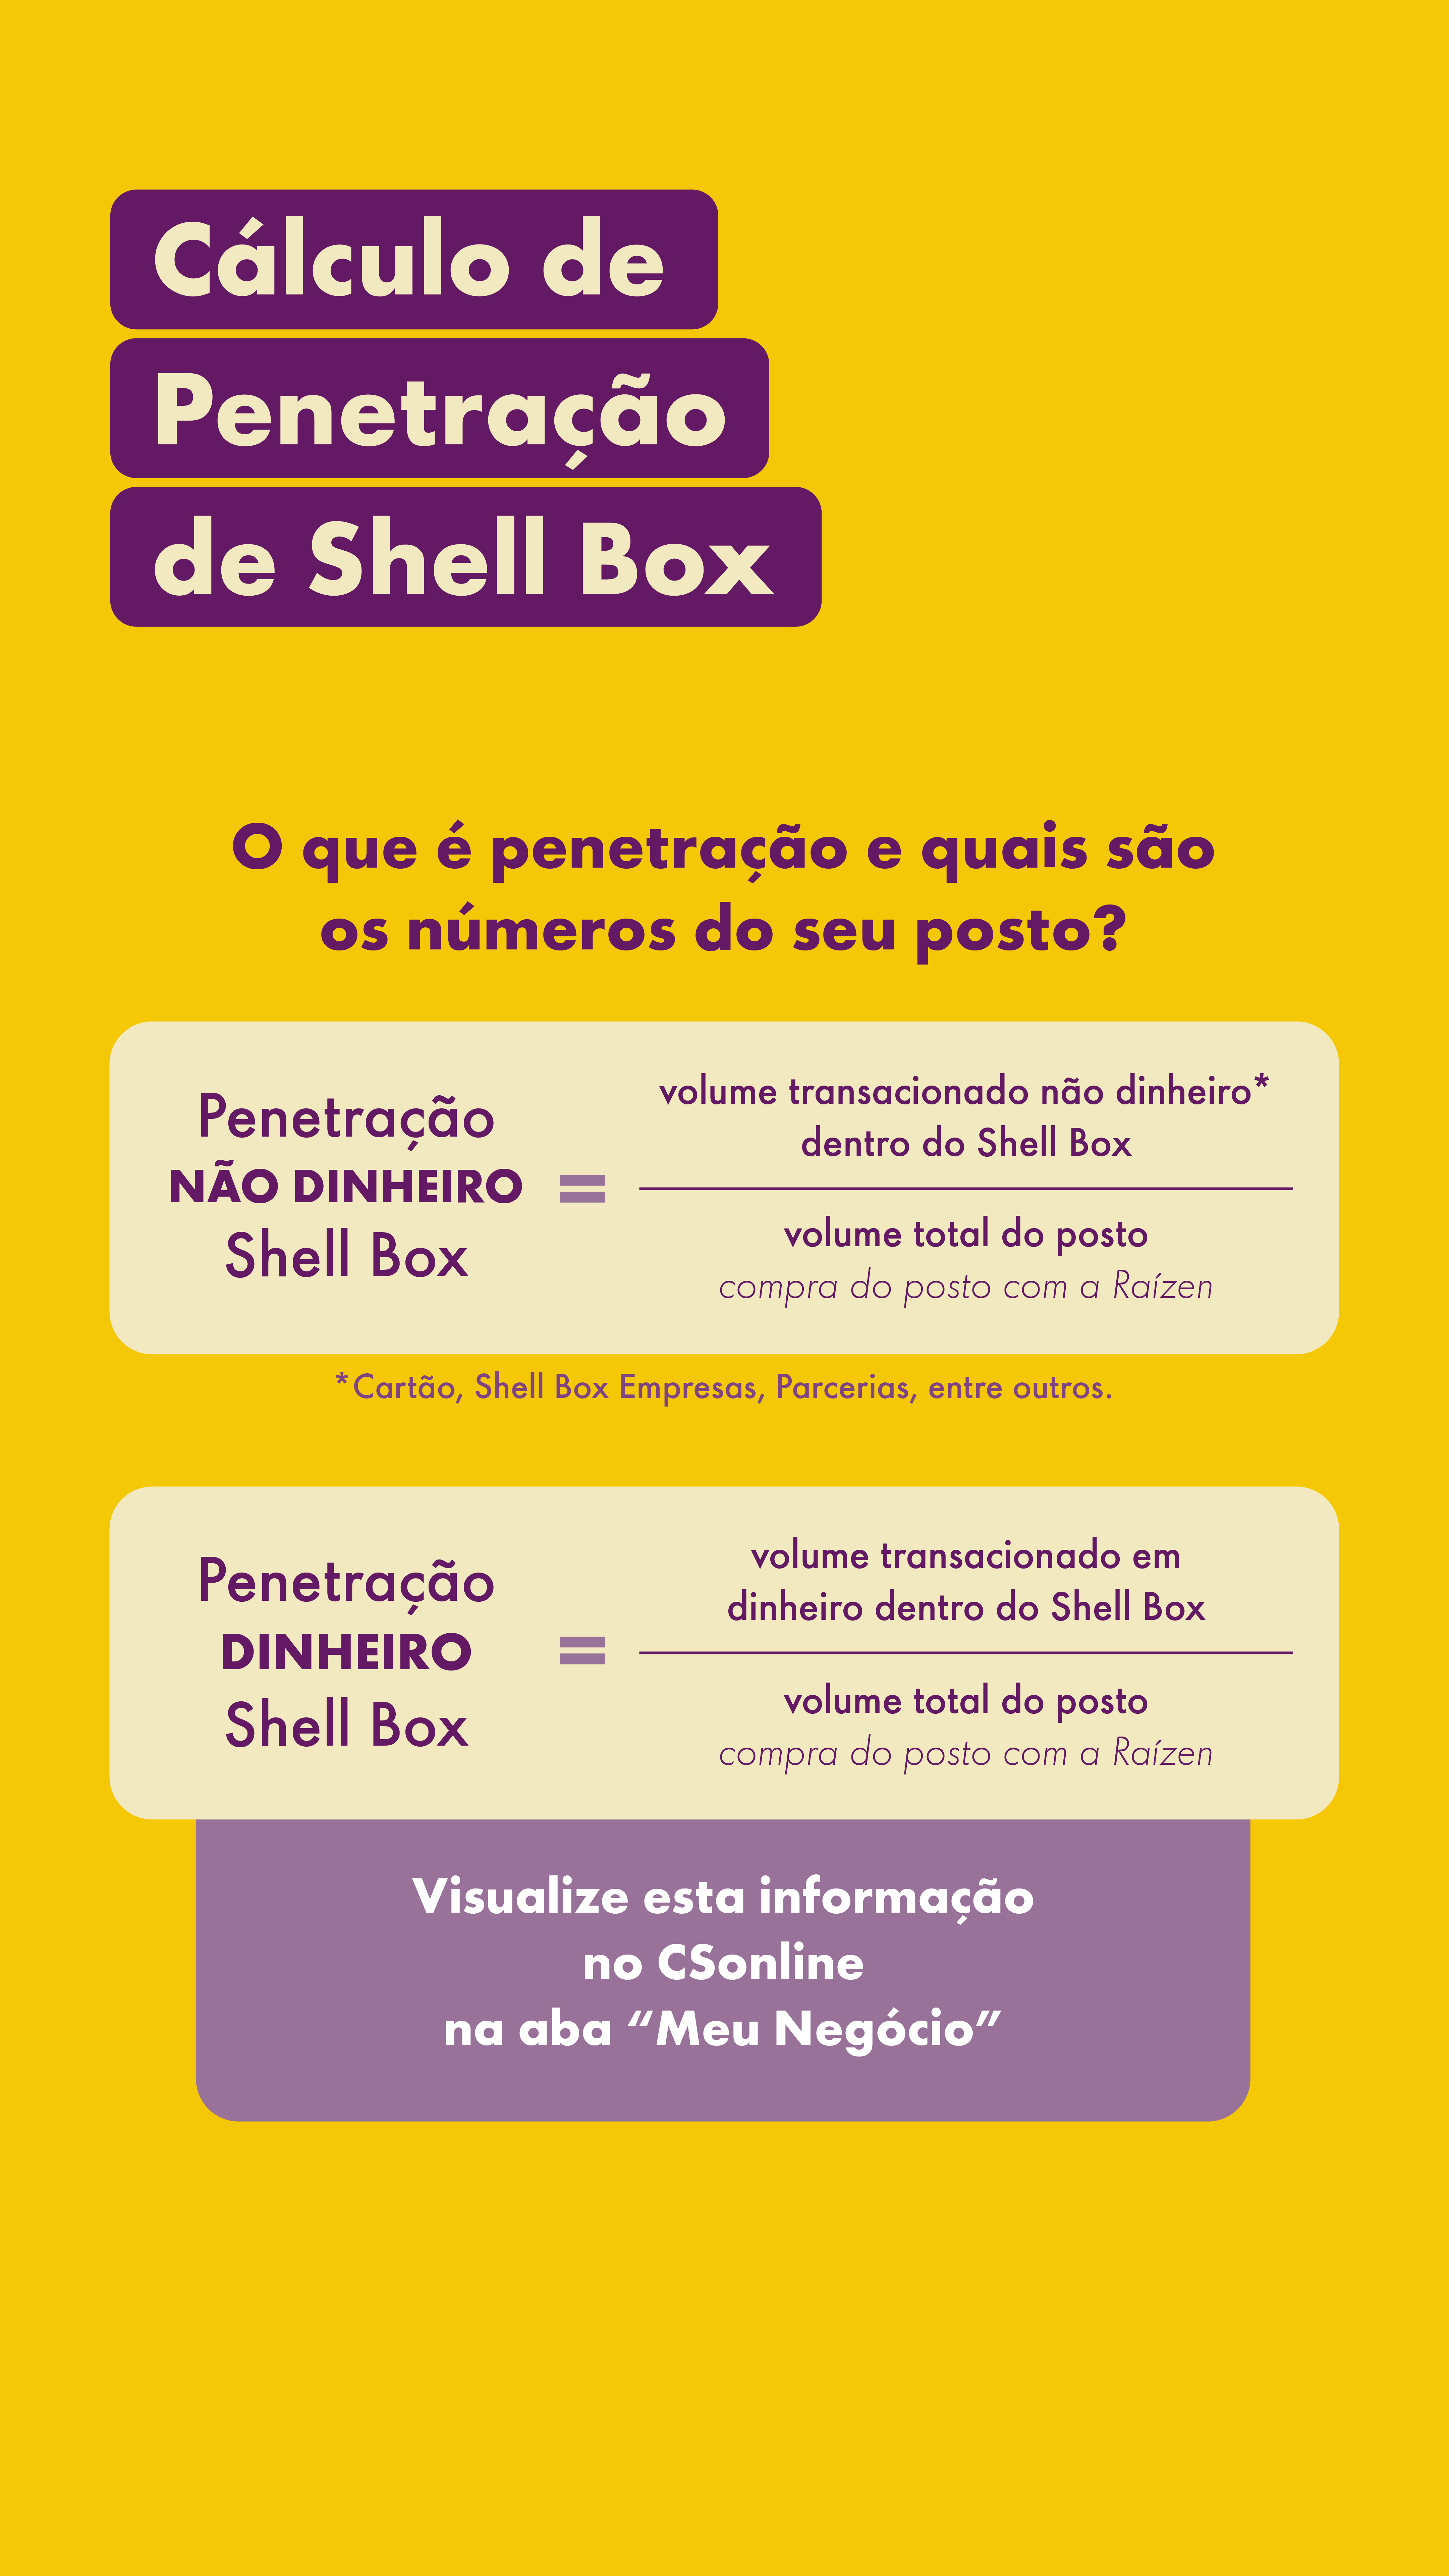 Cálculo de
Penetração
de Shell Box
O que é penetração e quais são
os números do seu posto?
Penetração
NÃO DINHEIRO
Shell Box
=
volume transacionado não dinheiro*
dentro do Shell Box
volume total do posto
compra do posto com a Raízen
*Cartão, Shell Box Empresas, Parcerias, entre outros.
Penetração
DINHEIRO
Shell Box
=
volume transacionado em
dinheiro dentro do Shell Box
volume total do posto
compra do posto com a Raízen
Visualize esta informação
no CSonline
na aba “Meu Negócio”